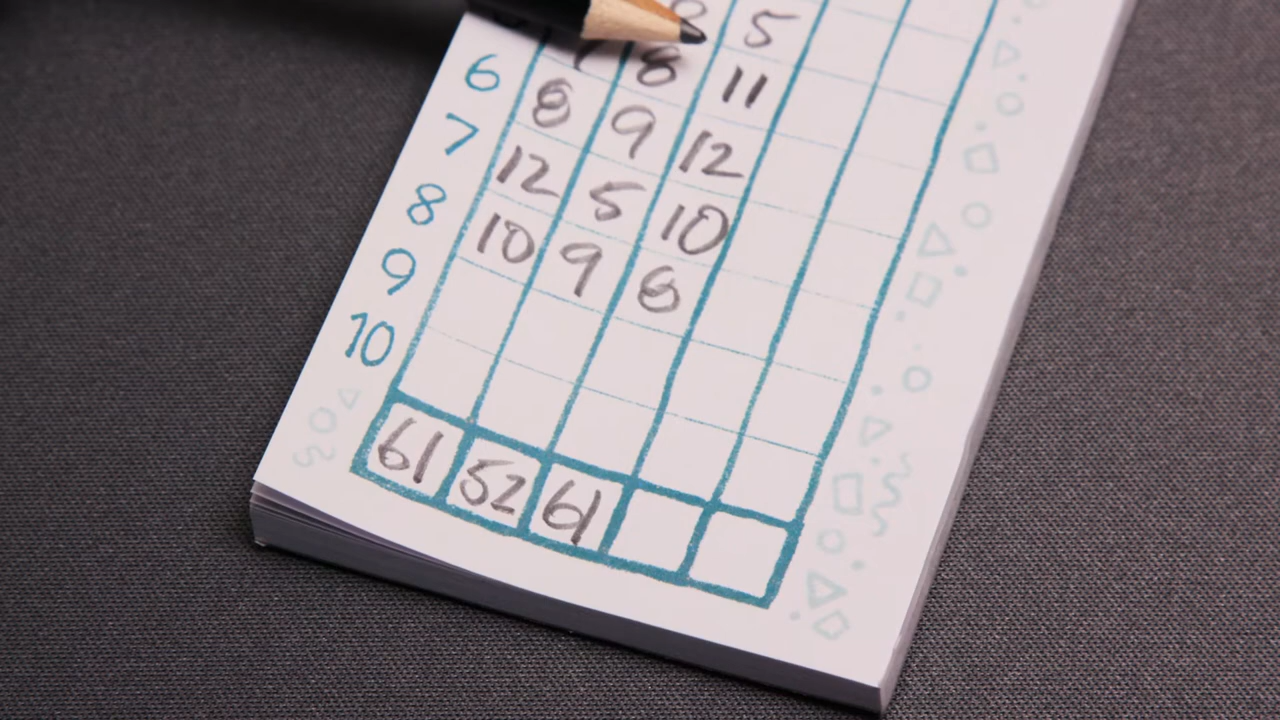 5
8 11
6 8 9 12
7 12 5 10
8 10 9
9
10
61 52 61